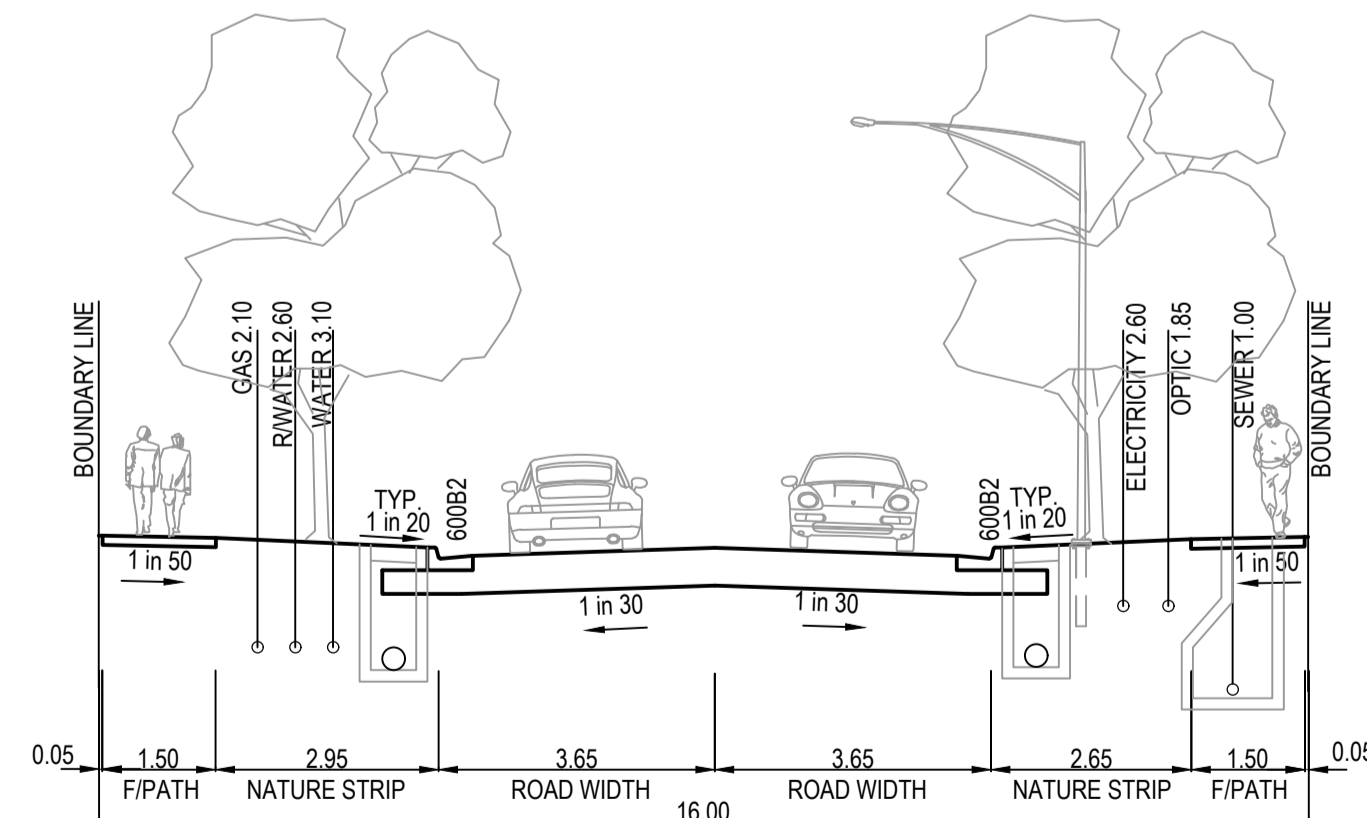 BOUNDARY LINE
GAS 2.10
R/WATER 2.60
WATER 3.10
ELECTRICITY 2.60
OPTIC 1.85
SEWER 1.00
BOUNDARY LINE
TYP.
1 in 20
600B2
600B2
TYP.
1 in 20
1 in 50
1 in 50
1 in 30
1 in 30
0.05
1.50
2.95
3.65
3.65
2.65
1.50
0.05
F/PATH
NATURE STRIP
ROAD WIDTH
ROAD WIDTH
NATURE STRIP
F/PATH
16.00